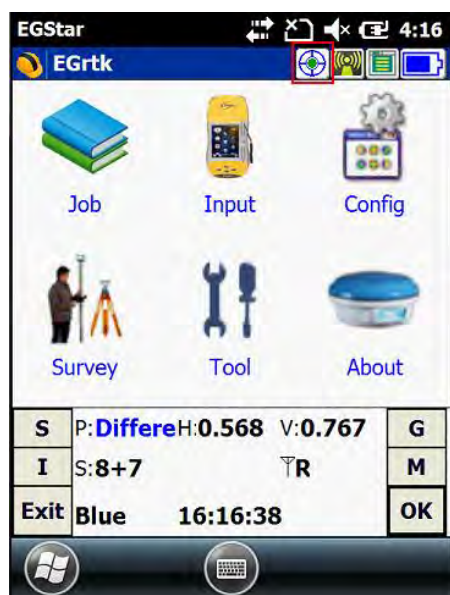 EGStar 4:16
EGrtk
Job Input Config
Survey Tool About
S P:Differe H:0.568 V:0.767 G
I S:8+7 R M
Exit Blue 16:16:38 OK